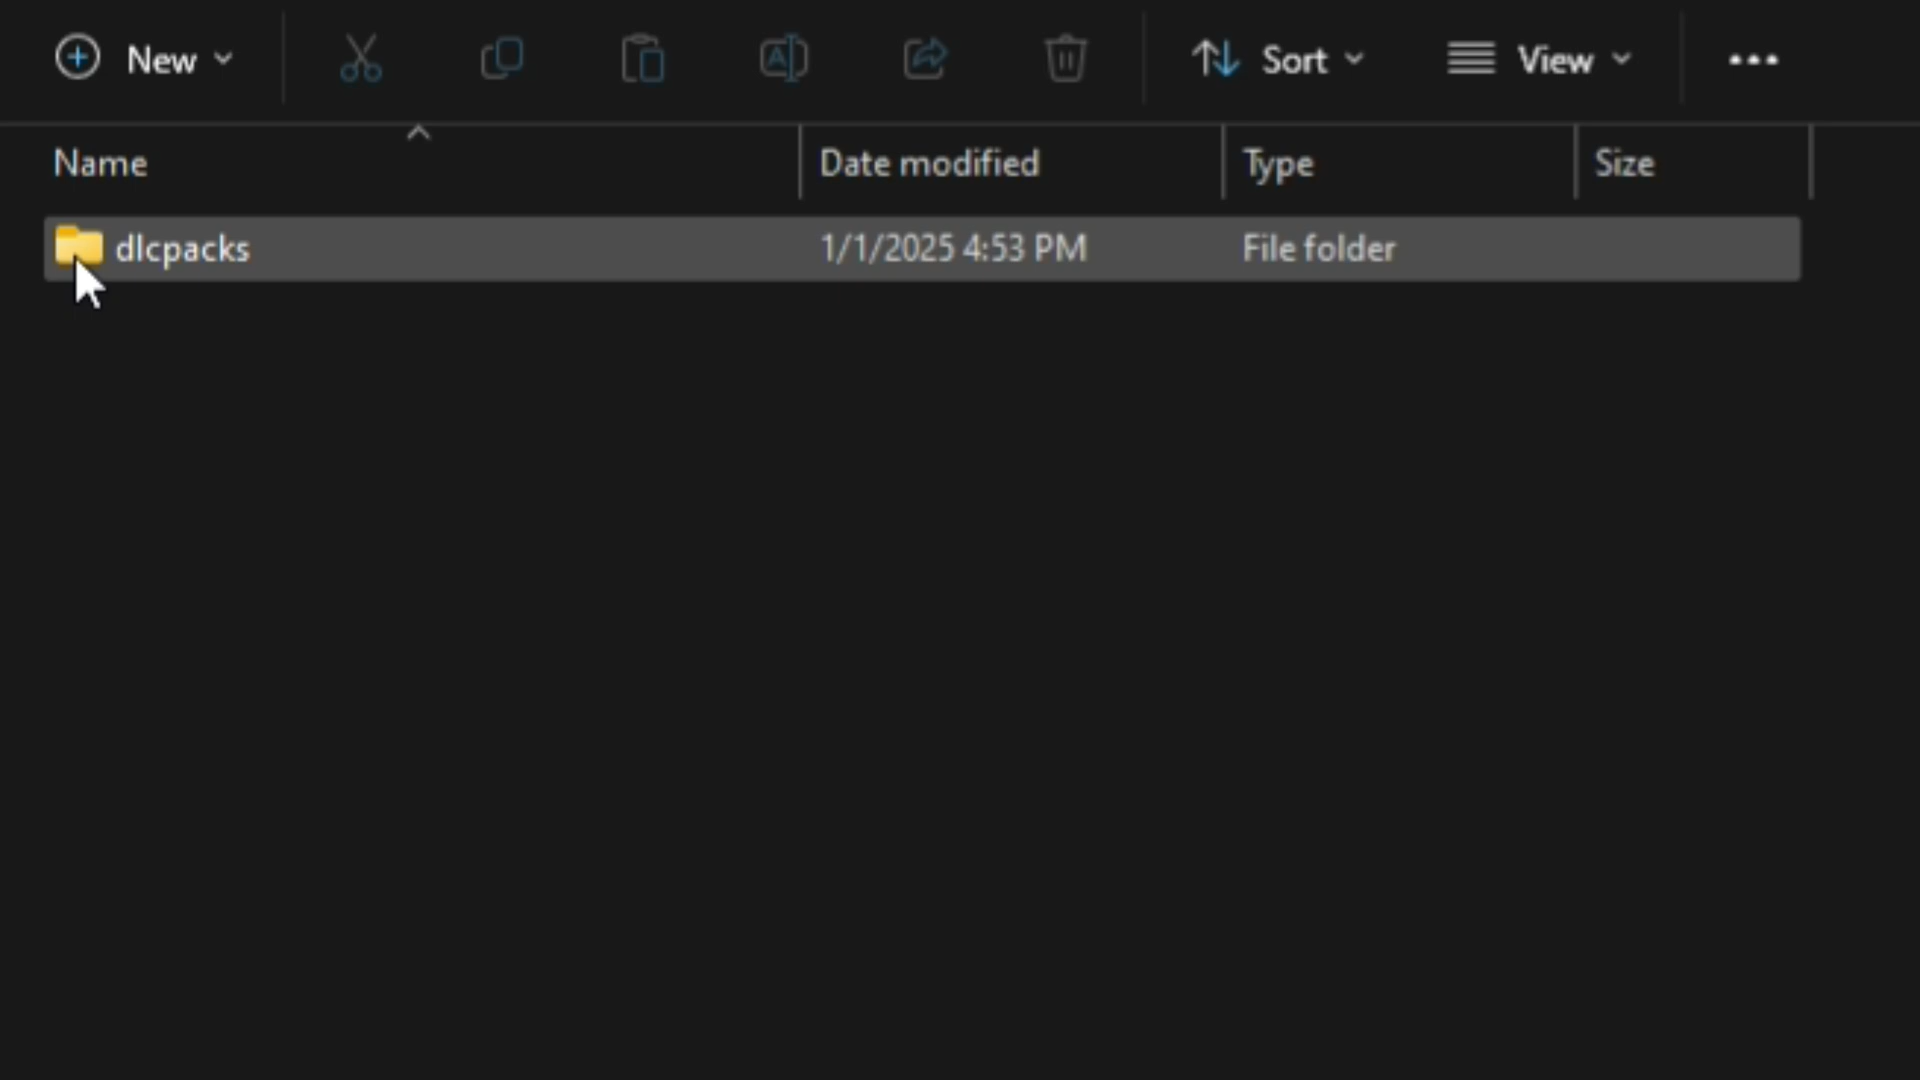 New Sort View
Name Date modified Type Size
dlcpacks 1/1/2025 4:53 PM File folder